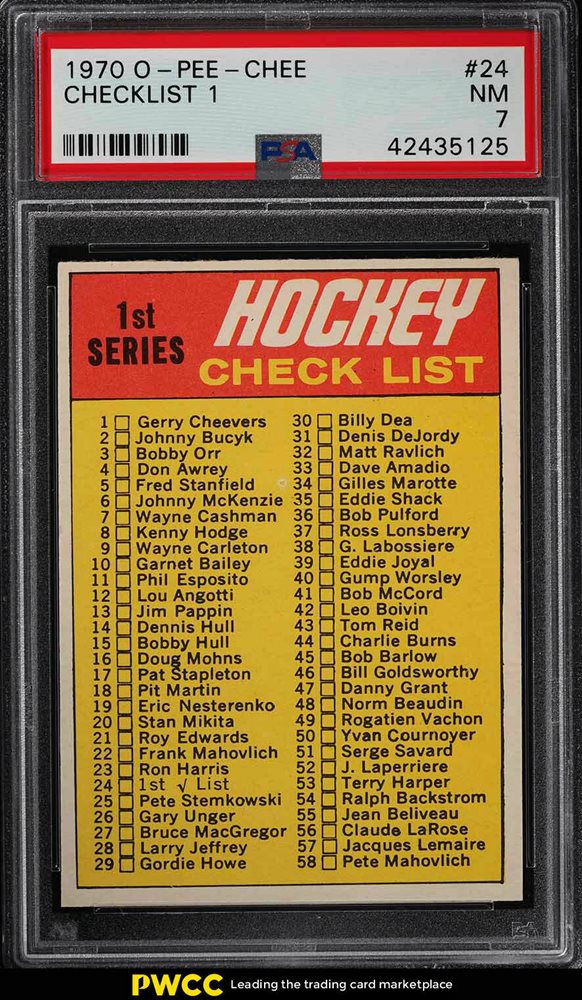 1970 O-PEE-CHEE #24
CHECKLIST 1 NM
7
PSA 42435125
1st SERIES
HOCKEY
CHECK LIST
1 Gerry Cheevers
2 Johnny Bucyk
3 Bobby Orr
4 Don Awrey
5 Fred Stanfield
6 Johnny McKenzie
7 Wayne Cashman
8 Kenny Hodge
9 Wayne Carleton
10 Garnet Bailey
11 Phil Esposito
12 Lou Angotti
13 Jim Pappin
14 Dennis Hull
15 Bobby Hull
16 Doug Mohns
17 Pat Stapleton
18 Pit Martin
19 Eric Nesterenko
20 Stan Mikita
21 Roy Edwards
22 Frank Mahovlich
23 Ron Harris
24 1st √ List
25 Pete Stemkowski
26 Gary Unger
27 Bruce MacGregor
28 Larry Jeffrey
29 Gordie Howe
30 Billy Dea
31 Denis DeJordy
32 Matt Ravlich
33 Dave Amadio
34 Gilles Marotte
35 Eddie Shack
36 Bob Pulford
37 Ross Lonsberry
38 G. Labossiere
39 Eddie Joyal
40 Gump Worsley
41 Bob McCord
42 Leo Boivin
43 Tom Reid
44 Charlie Burns
45 Bob Barlow
46 Bill Goldsworthy
47 Danny Grant
48 Norm Beaudin
49 Rogatien Vachon
50 Yvan Cournoyer
51 Serge Savard
52 J. Laperriere
53 Terry Harper
54 Ralph Backstrom
55 Jean Beliveau
56 Claude LaRose
57 Jacques Lemaire
58 Pete Mahovlich
PWCC Leading the trading card marketplace